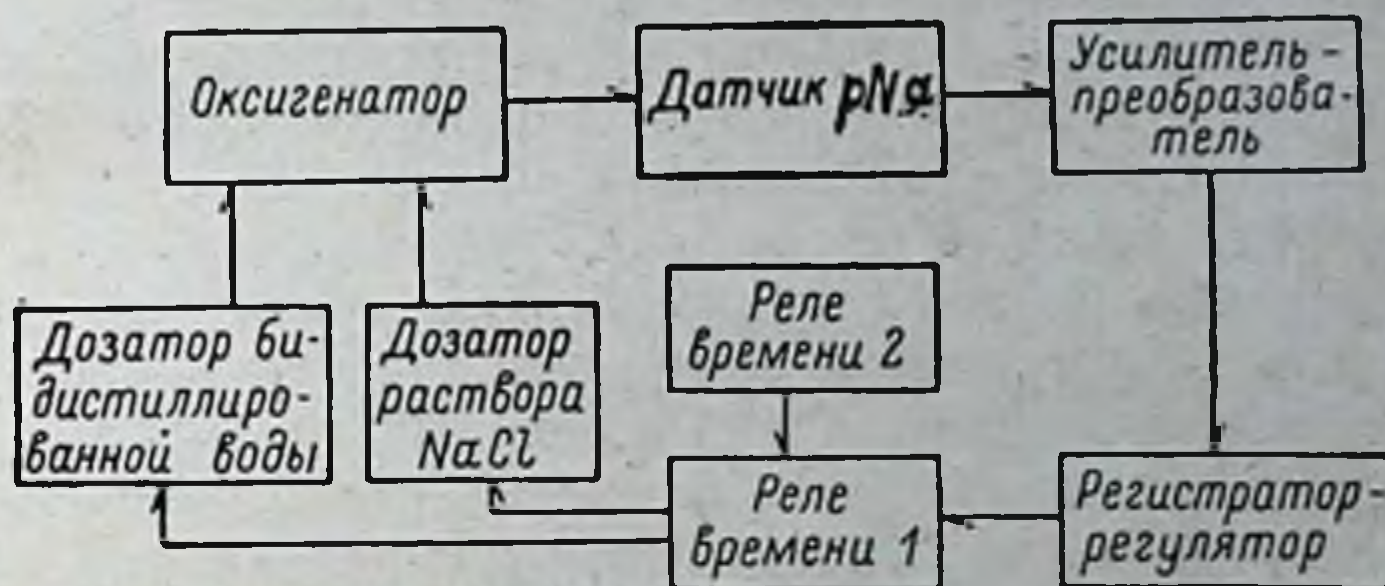 Оксигенатор
Датчик pNa
Усилитель-
преобразова-
тель
Дозатор би-
дистиллиро-
ванной воды
Дозатор
раствора
NaCl
Реле
времени 2
Реле
времени 1
Регистратор-
регулятор